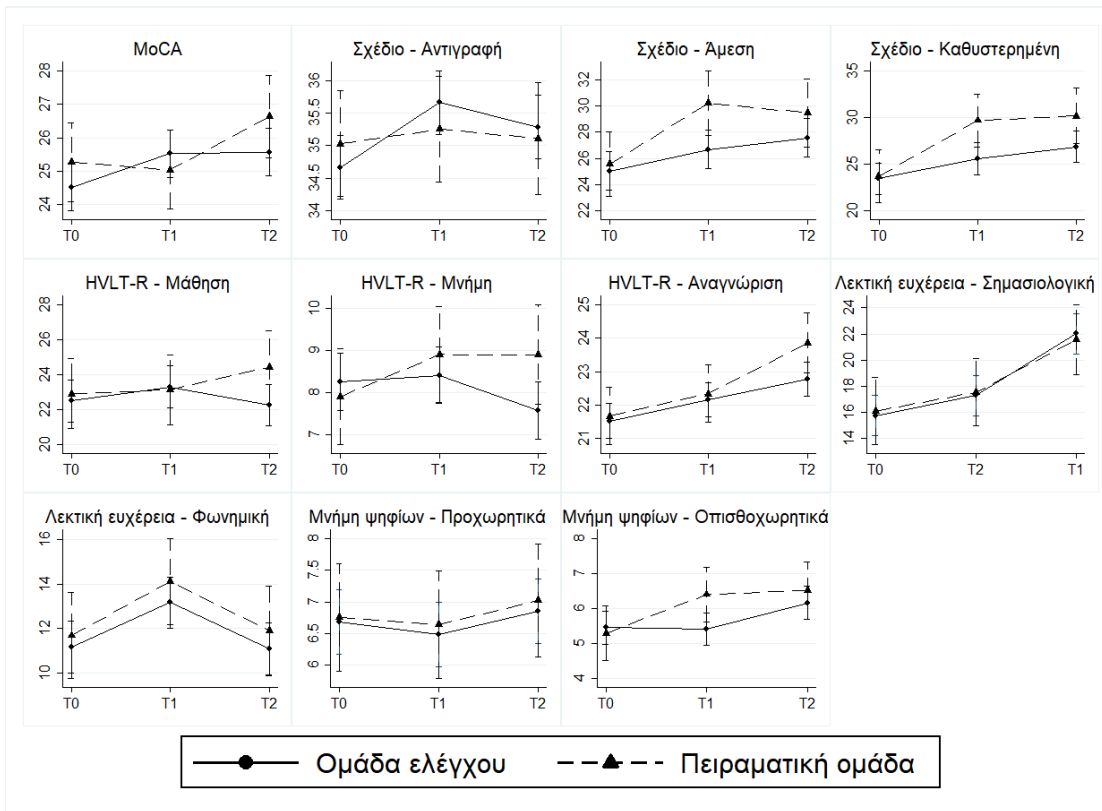 MoCA
28
27
26
25
24
T0
T1
T2
Σχέδιο - Αντιγραφή
36
35.5
35
34.5
34
T0
T1
T2
Σχέδιο - Άμεση
32
30
28
26
24
22
T0
T1
T2
Σχέδιο - Καθυστερημένη
35
30
25
20
T0
T1
T2
HVLT-R - Μάθηση
28
26
24
22
20
T0
T1
T2
HVLT-R - Μνήμη
10
9
8
7
T0
T1
T2
HVLT-R - Αναγνώριση
25
24
23
22
21
T0
T1
T2
Λεκτική ευχέρεια - Σημασιολογική
24
22
20
18
16
14
T0
T2
T1
Λεκτική ευχέρεια - Φωνημική
16
14
12
10
T0
T1
T2
Μνήμη ψηφίων - Προχωρητικά
8
7.5
7
6.5
6
T0
T1
T2
Μνήμη ψηφίων - Οπισθοχωρητικά
8
7
6
5
4
T0
T1
T2
Ομάδα ελέγχου
Πειραματική ομάδα